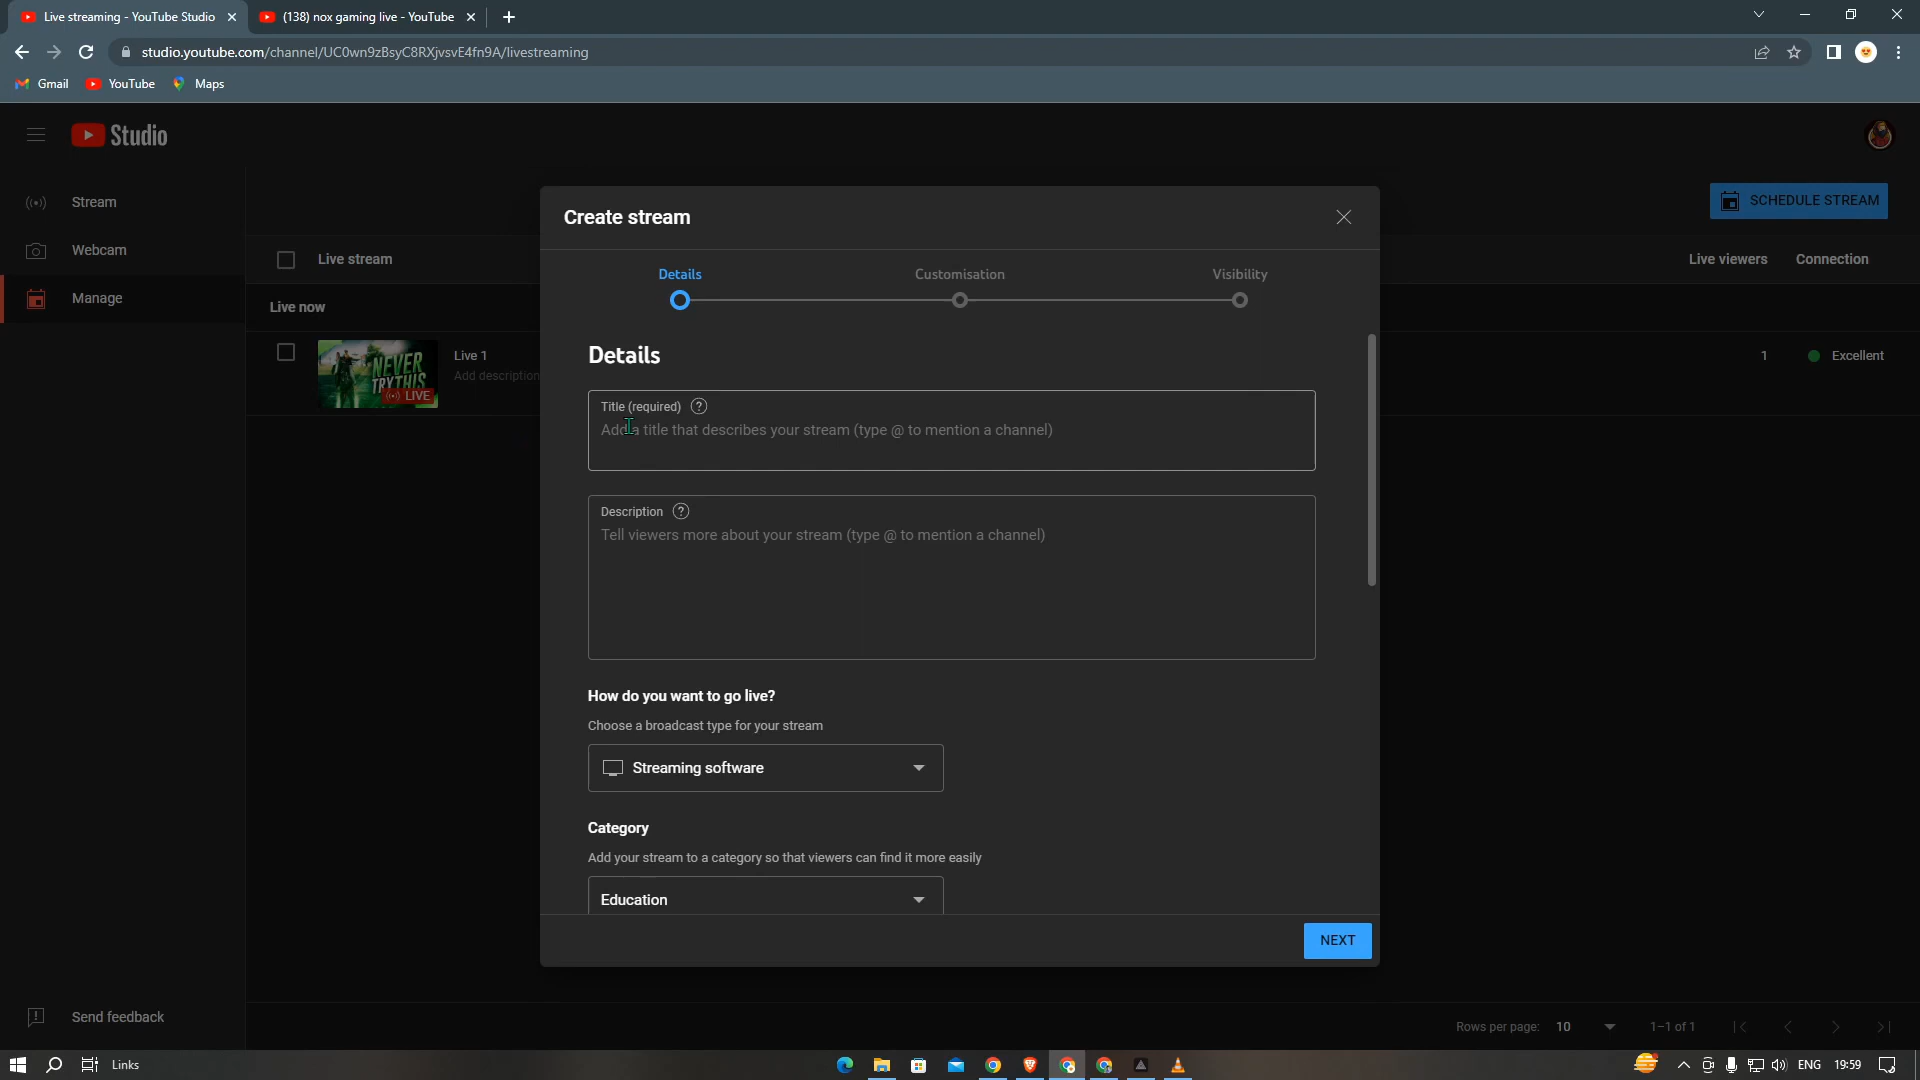 Live streaming - YouTube Studio
(138) nox gaming live - YouTube
studio.youtube.com/channel/UC0wn9zBsyC8RXjvsvE4fn9A/livestreaming
Gmail
YouTube
Maps
Studio
Stream
Webcam
Manage
SCHEDULE STREAM
Live stream
Live viewers
Connection
Live now
NEVER
TRY THIS
LIVE
Live 1
Add description
1
Excellent
Create stream
Details
Customisation
Visibility
Details
Title (required)
Add a title that describes your stream (type @ to mention a channel)
Description
Tell viewers more about your stream (type @ to mention a channel)
How do you want to go live?
Choose a broadcast type for your stream
Streaming software
Category
Add your stream to a category so that viewers can find it more easily
Education
NEXT
Send feedback
Rows per page: 10
1–1 of 1
Links
ENG
19:59